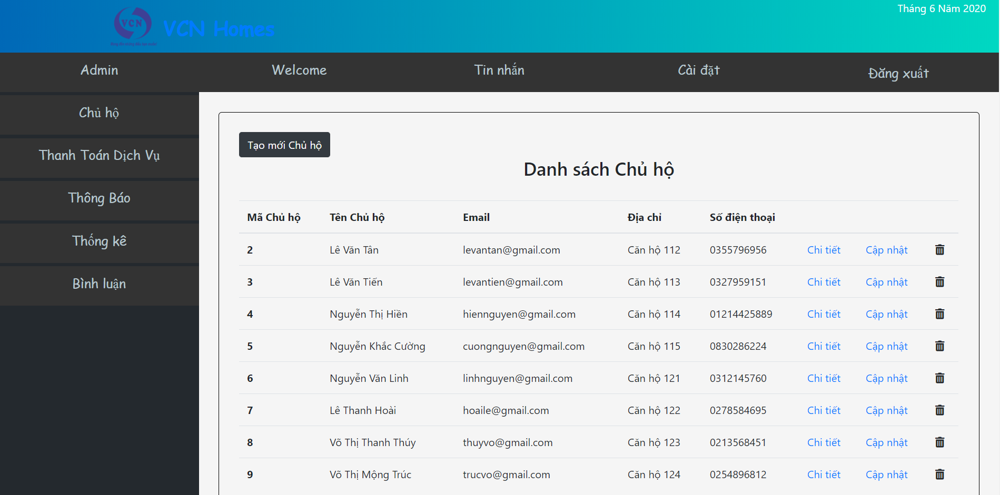 Tháng 6 Năm 2020
VCN
VCN Homes
Admin Welcome Tin nhắn Cài đặt Đăng xuất
Chủ hộ
Thanh Toán Dịch Vụ
Thông Báo
Thống kê
Bình luận
Tạo mới Chủ hộ
Danh sách Chủ hộ
Mã Chủ hộ Tên Chủ hộ Email Địa chỉ Số điện thoại
2 Lê Văn Tân levantan@gmail.com Căn hộ 112 0355796956 Chi tiết Cập nhật
3 Lê Văn Tiến levantien@gmail.com Căn hộ 113 0327959151 Chi tiết Cập nhật
4 Nguyễn Thị Hiền hiennguyen@gmail.com Căn hộ 114 01214425889 Chi tiết Cập nhật
5 Nguyễn Khắc Cường cuongnguyen@gmail.com Căn hộ 115 0830286224 Chi tiết Cập nhật
6 Nguyễn Văn Linh linhnguyen@gmail.com Căn hộ 121 0312145760 Chi tiết Cập nhật
7 Lê Thanh Hoài hoaile@gmail.com Căn hộ 122 0278584695 Chi tiết Cập nhật
8 Võ Thị Thanh Thúy thuyvo@gmail.com Căn hộ 123 0213568451 Chi tiết Cập nhật
9 Võ Thị Mộng Trúc trucvo@gmail.com Căn hộ 124 0254896812 Chi tiết Cập nhật